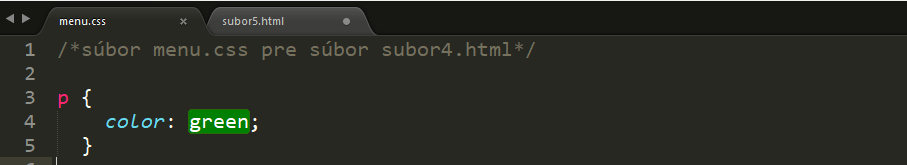 menu.css × subor5.html
1 /*súbor menu.css pre súbor subor4.html*/
2
3 p {
4 color: green;
5 }